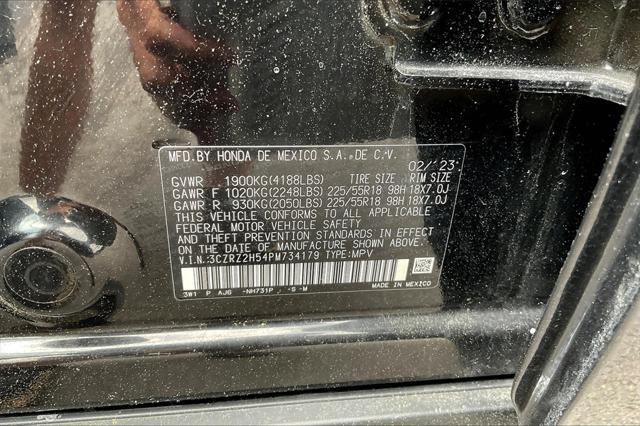 MFD.BY HONDA DE MEXICO S.A. DE C.V. 02/'23
GVWR 1900KG(4188LBS) TIRE SIZE RIM SIZE
GAWR F 1020KG(2248LBS) 225/55R18 98H 18X7.0J
GAWR R 930KG(2050LBS) 225/55R18 98H 18X7.0J
THIS VEHICLE CONFORMS TO ALL APPLICABLE
FEDERAL MOTOR VEHICLE SAFETY
AND THEFT PREVENTION STANDARDS IN EFFECT
ON THE DATE OF MANUFACTURE SHOWN ABOVE.
V.I.N.:3CZRZ2H54PM734179 TYPE:MPV
3W1 P AJG -NH731P -G -M MADE IN MEXICO